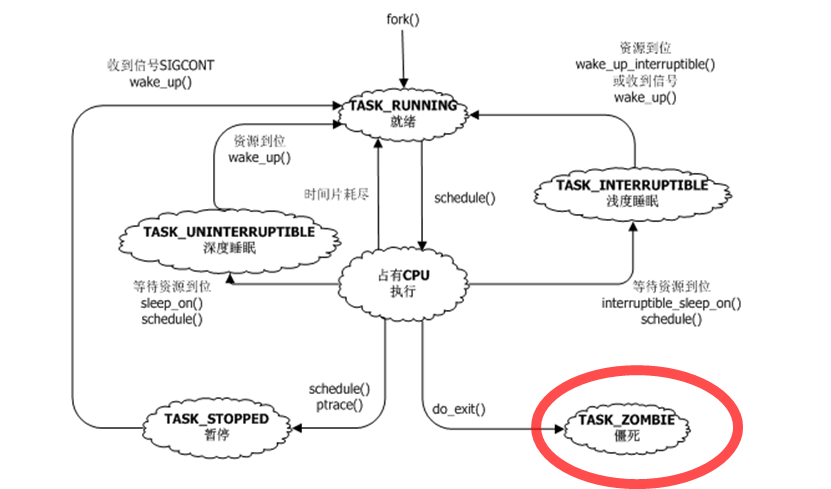 fork()
收到信号SIGCONT
wake_up()
资源到位
wake_up_interruptible()
或收到信号
wake_up()
TASK_RUNNING
就绪
资源到位
wake_up()
时间片耗尽
schedule()
TASK_INTERRUPTIBLE
浅度睡眠
TASK_UNINTERRUPTIBLE
深度睡眠
占有CPU
执行
等待资源到位
sleep_on()
schedule()
等待资源到位
interruptible_sleep_on()
schedule()
schedule()
ptrace()
do_exit()
TASK_STOPPED
暂停
TASK_ZOMBIE
僵死